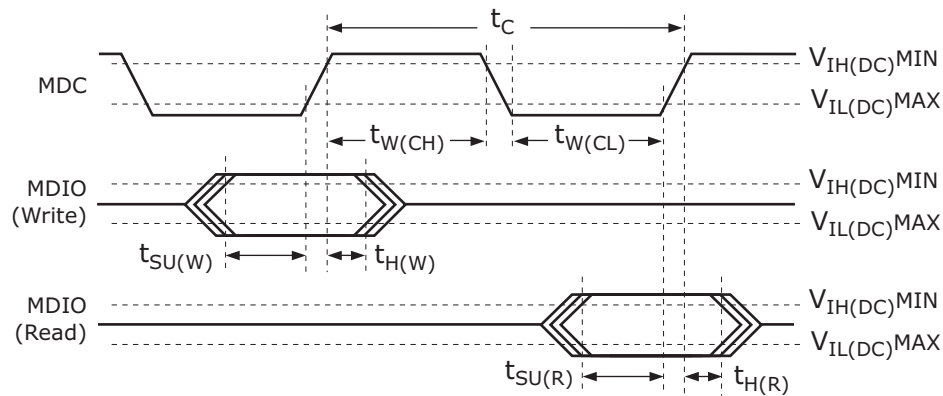 tC
MDC
VIH(DC)MIN
VIL(DC)MAX
tW(CH)
tW(CL)
MDIO
(Write)
VIH(DC)MIN
VIL(DC)MAX
tSU(W)
tH(W)
MDIO
(Read)
VIH(DC)MIN
VIL(DC)MAX
tSU(R)
tH(R)